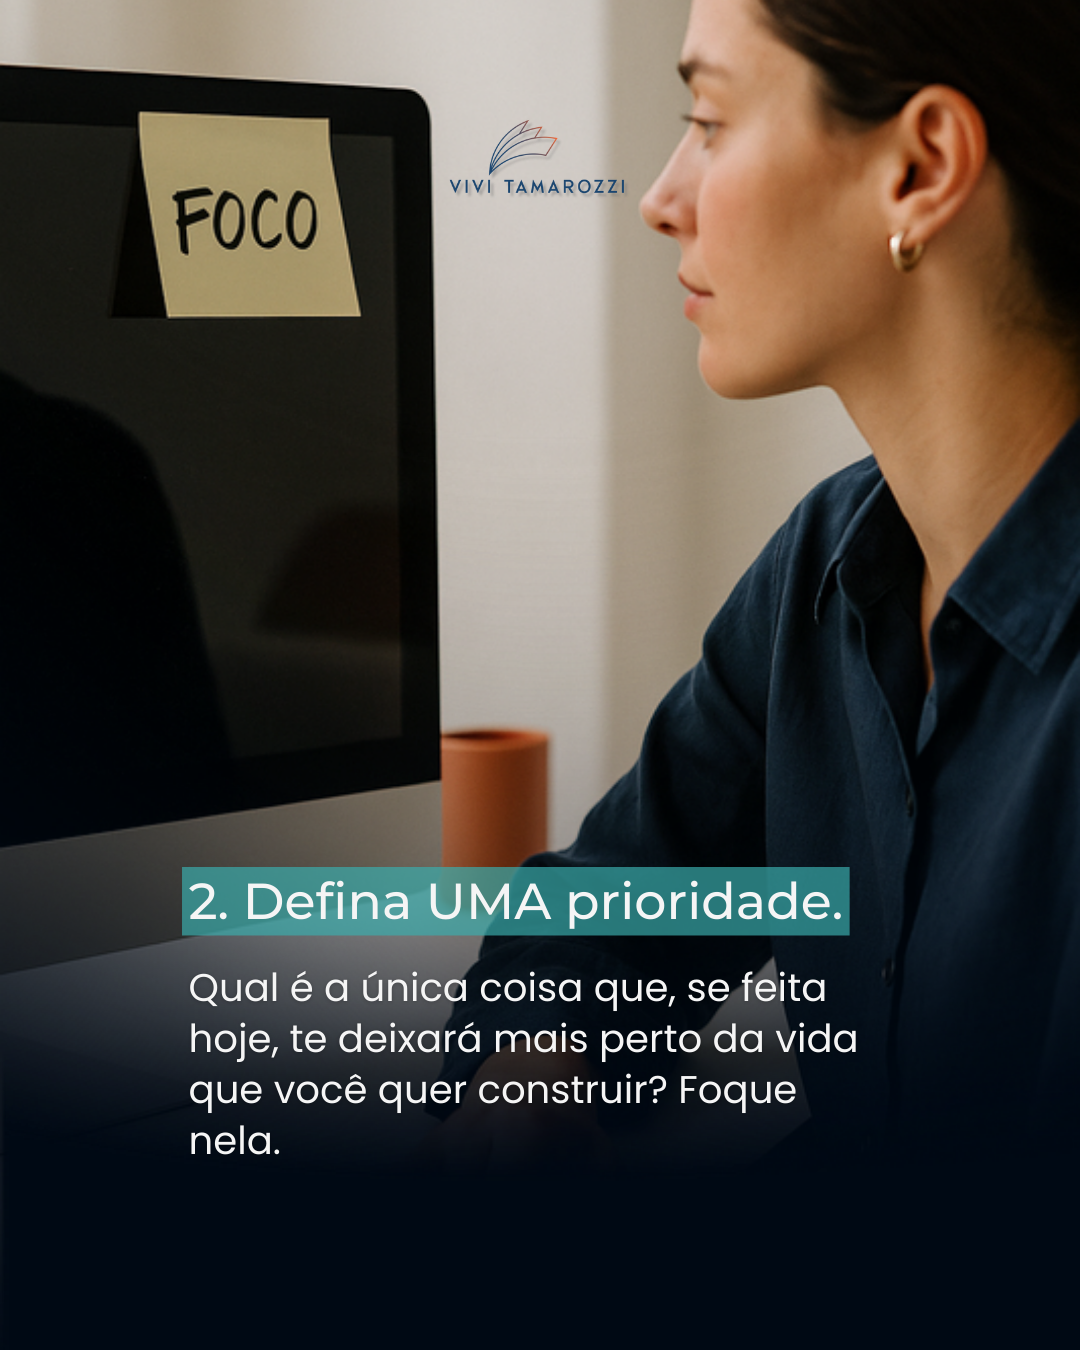 FOCO
VIVI TAMAROZZI
2. Defina UMA prioridade.
Qual é a única coisa que, se feita
hoje, te deixará mais perto da vida
que você quer construir? Foque
nela.